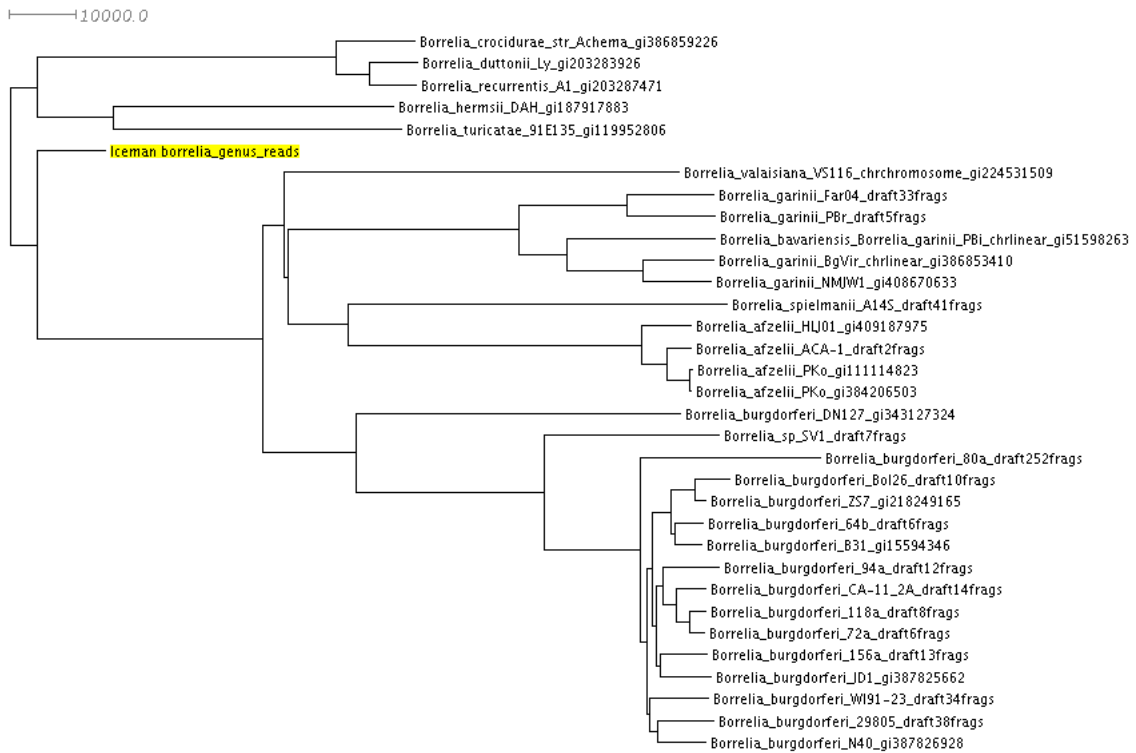 10000.0
Borrelia_crocidurae_str_Achema_gi386859226
Borrelia_duttonii_Ly_gi203283926
Borrelia_recurrentis_A1_gi203287471
Borrelia_hermsii_DAH_gi187917883
Borrelia_turicatae_91E135_gi119952806
Iceman borrelia_genus_reads
Borrelia_valaisiana_VS116_chrchromosome_gi224531509
Borrelia_garinii_Far04_draft33frags
Borrelia_garinii_PBr_draft5frags
Borrelia_bavariensis_Borrelia_garinii_PBi_chrlinear_gi51598263
Borrelia_garinii_BgVir_chrlinear_gi386853410
Borrelia_garinii_NMJW1_gi408670633
Borrelia_spielmanii_A14S_draft41frags
Borrelia_afzelii_HLJ01_gi409187975
Borrelia_afzelii_ACA-1_draft2frags
Borrelia_afzelii_PKo_gi111114823
Borrelia_afzelii_PKo_gi384206503
Borrelia_burgdorferi_DN127_gi343127324
Borrelia_sp_SV1_draft7frags
Borrelia_burgdorferi_80a_draft252frags
Borrelia_burgdorferi_Bol26_draft10frags
Borrelia_burgdorferi_ZS7_gi218249165
Borrelia_burgdorferi_64b_draft6frags
Borrelia_burgdorferi_B31_gi15594346
Borrelia_burgdorferi_94a_draft12frags
Borrelia_burgdorferi_CA-11_2A_draft14frags
Borrelia_burgdorferi_118a_draft8frags
Borrelia_burgdorferi_72a_draft6frags
Borrelia_burgdorferi_156a_draft13frags
Borrelia_burgdorferi_JD1_gi387825662
Borrelia_burgdorferi_WI91-23_draft34frags
Borrelia_burgdorferi_29805_draft38frags
Borrelia_burgdorferi_N40_gi387826928